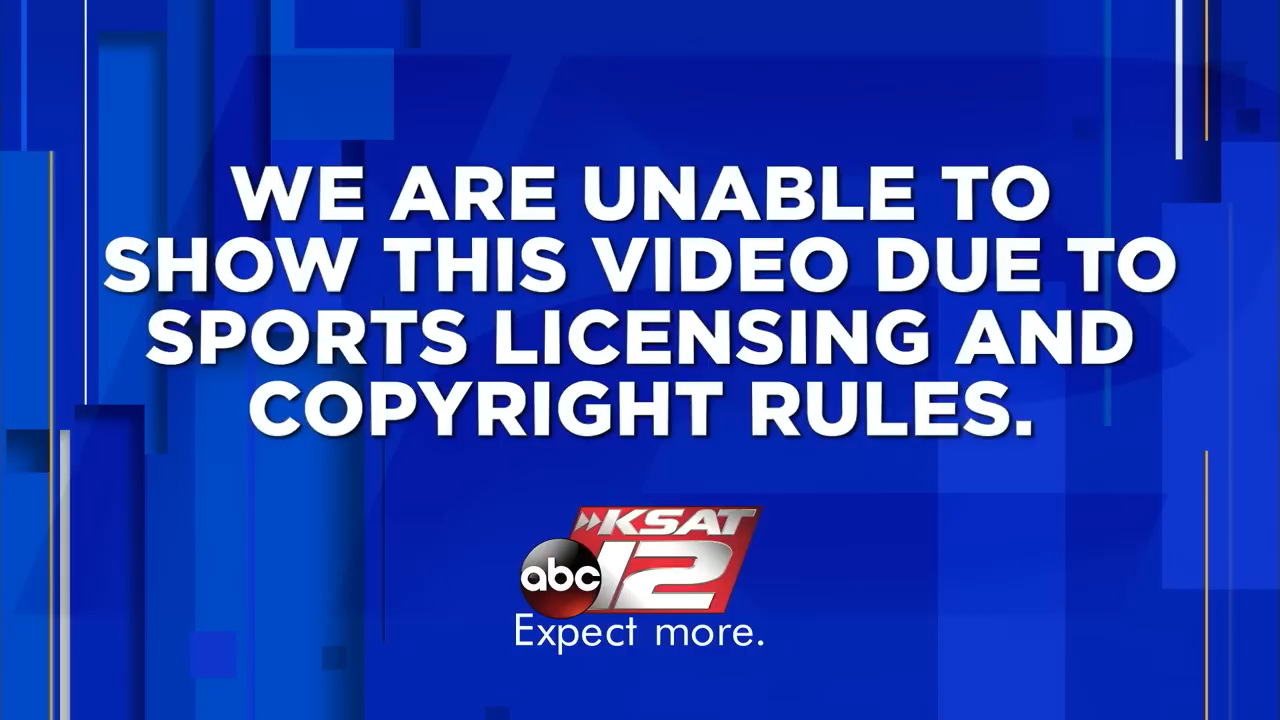 WE ARE UNABLE TO
SHOW THIS VIDEO DUE TO
SPORTS LICENSING AND
COPYRIGHT RULES.
KSAT
abc 12
Expect more.